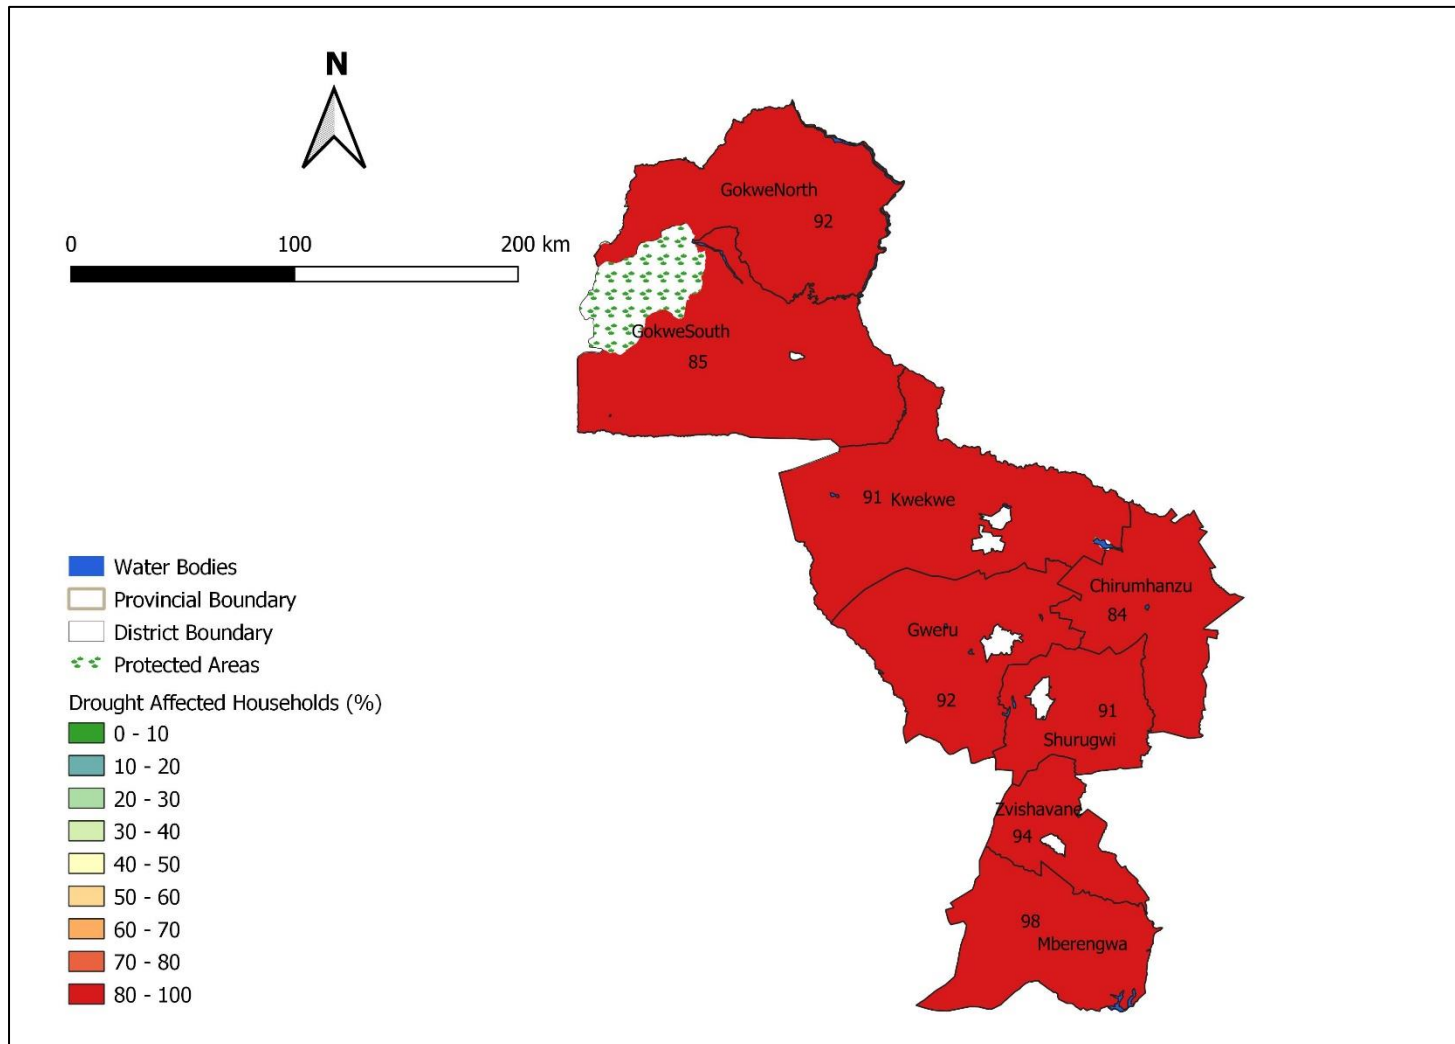 N
0 100 200 km
GokweNorth
92
GokweSouth
85
91 Kwekwe
Chirumhanzu
84
Gweru
92
91
Shurugwi
Zvishavane
94
98
Mberengwa
Water Bodies
Provincial Boundary
District Boundary
Protected Areas
Drought Affected Households (%)
0 - 10
10 - 20
20 - 30
30 - 40
40 - 50
50 - 60
60 - 70
70 - 80
80 - 100